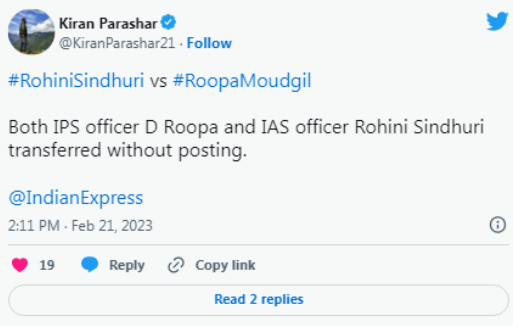 Kiran Parashar
@KiranParashar21 · Follow
#RohiniSindhuri vs #RoopaMoudgil
Both IPS officer D Roopa and IAS officer Rohini Sindhuri
transferred without posting.
@IndianExpress
2:11 PM · Feb 21, 2023
19 Reply Copy link
Read 2 replies